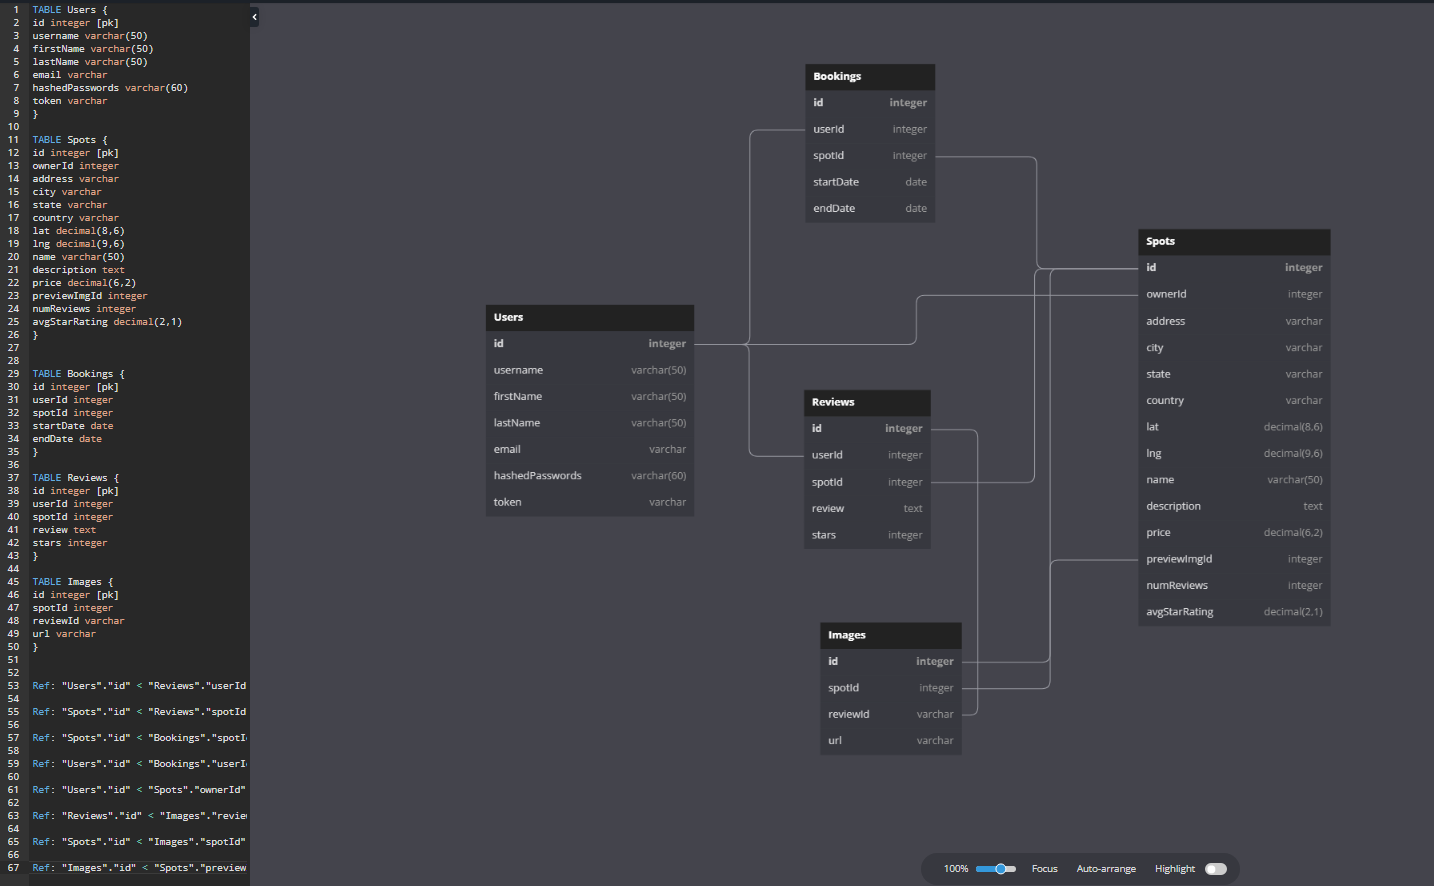 1 TABLE Users {
2 id integer [pk]
3 username varchar(50)
4 firstName varchar(50)
5 lastName varchar(50)
6 email varchar
7 hashedPasswords varchar(60)
8 token varchar
9 }
10
11 TABLE Spots {
12 id integer [pk]
13 ownerId integer
14 address varchar
15 city varchar
16 state varchar
17 country varchar
18 lat decimal(8,6)
19 lng decimal(9,6)
20 name varchar(50)
21 description text
22 price decimal(6,2)
23 previewImgId integer
24 numReviews integer
25 avgStarRating decimal(2,1)
26 }
27
28
29 TABLE Bookings {
30 id integer [pk]
31 userId integer
32 spotId integer
33 startDate date
34 endDate date
35 }
36
37 TABLE Reviews {
38 id integer [pk]
39 userId integer
40 spotId integer
41 review text
42 stars integer
43 }
44
45 TABLE Images {
46 id integer [pk]
47 spotId integer
48 reviewId varchar
49 url varchar
50 }
51
52
53 Ref: "Users"."id" < "Reviews"."userId
54
55 Ref: "Spots"."id" < "Reviews"."spotId
56
57 Ref: "Spots"."id" < "Bookings"."spotI
58
59 Ref: "Users"."id" < "Bookings"."userI
60
61 Ref: "Users"."id" < "Spots"."ownerId"
62
63 Ref: "Reviews"."id" < "Images"."revie
64
65 Ref: "Spots"."id" < "Images"."spotId"
66
67 Ref: "Images"."id" < "Spots"."preview
Bookings
id integer
userId integer
spotId integer
startDate date
endDate date
Users
id integer
username varchar(50)
firstName varchar(50)
lastName varchar(50)
email varchar
hashedPasswords varchar(60)
token varchar
Reviews
id integer
userId integer
spotId integer
review text
stars integer
Images
id integer
spotId integer
reviewId varchar
url varchar
Spots
id integer
ownerId integer
address varchar
city varchar
state varchar
country varchar
lat decimal(8,6)
lng decimal(9,6)
name varchar(50)
description text
price decimal(6,2)
previewImgId integer
numReviews integer
avgStarRating decimal(2,1)
100% Focus Auto-arrange Highlight